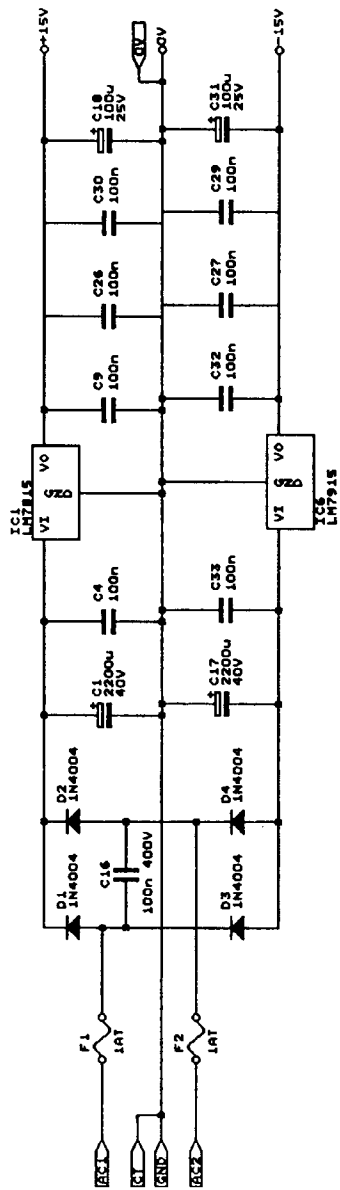 AC1
CT
GND
AC2
F1
1AT
F2
1AT
D1
1N4004
D2
1N4004
C16
100n 400V
D3
1N4004
D4
1N4004
C1
2200u
40V
C4
100n
C17
2200u
40V
C33
100n
IC1
LM7815
VI
VO
GND
IC6
LM7915
VI
VO
GND
C9
100n
C26
100n
C30
100n
C18
100u
25V
C32
100n
C27
100n
C29
100n
C31
100u
25V
+15V
0V
0V
-15V